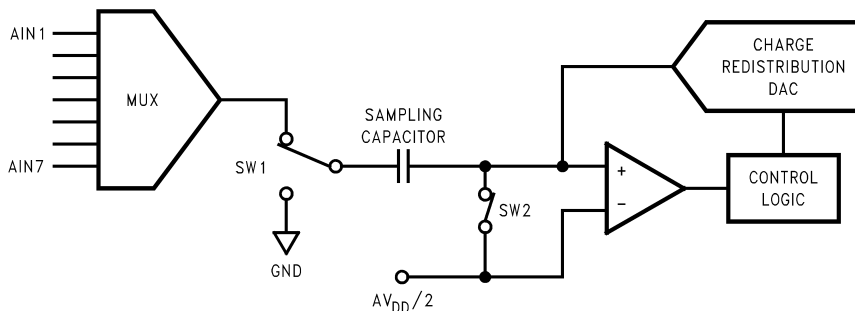 AIN1
MUX
AIN7
SW1
GND
SAMPLING
CAPACITOR
SW2
AVDD/2
+
−
CHARGE
REDISTRIBUTION
DAC
CONTROL
LOGIC